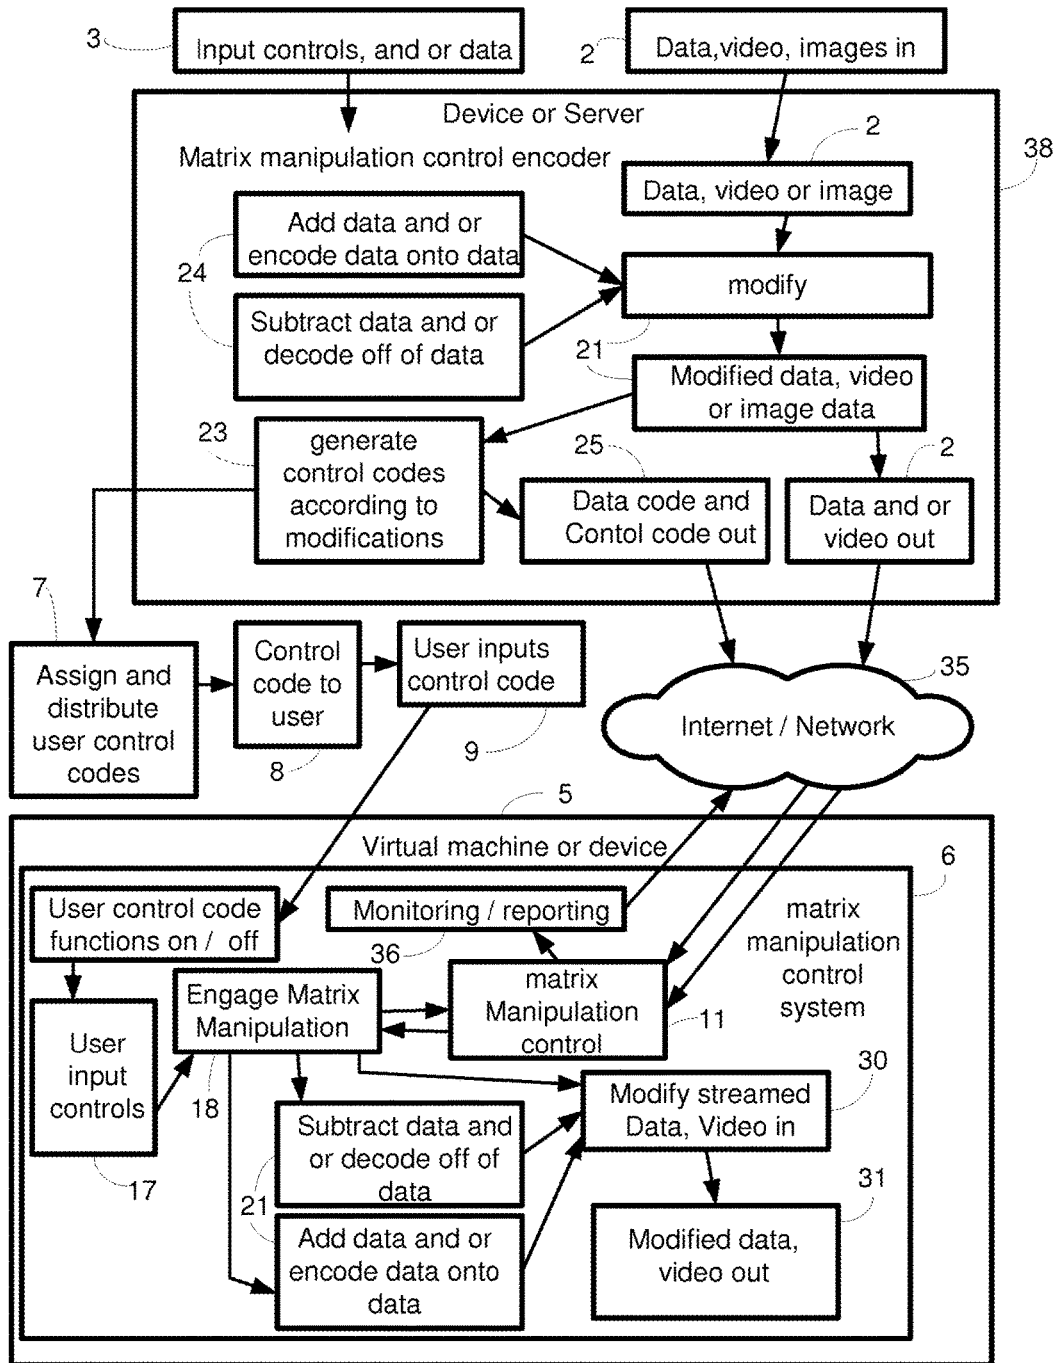 3
Input controls, and or data
2
Data,video, images in
Device or Server
38
Matrix manipulation control encoder
2
Data, video or image
Add data and or
encode data onto data
24
modify
Subtract data and or
decode off of data
21
Modified data, video
or image data
23
generate
control codes
according to
modifications
25
Data code and
Contol code out
2
Data and or
video out
7
Assign and
distribute
user control
codes
Control
code to
user
8
User inputs
control code
9
35
Internet / Network
5
Virtual machine or device
6
User control code
functions on / off
Monitoring / reporting
36
matrix
manipulation
control
system
Engage Matrix
Manipulation
18
matrix
Manipulation
control
11
User
input
controls
17
30
Modify streamed
Data, Video in
Subtract data and
or decode off of
data
21
Add data and or
encode data onto
data
31
Modified data,
video out